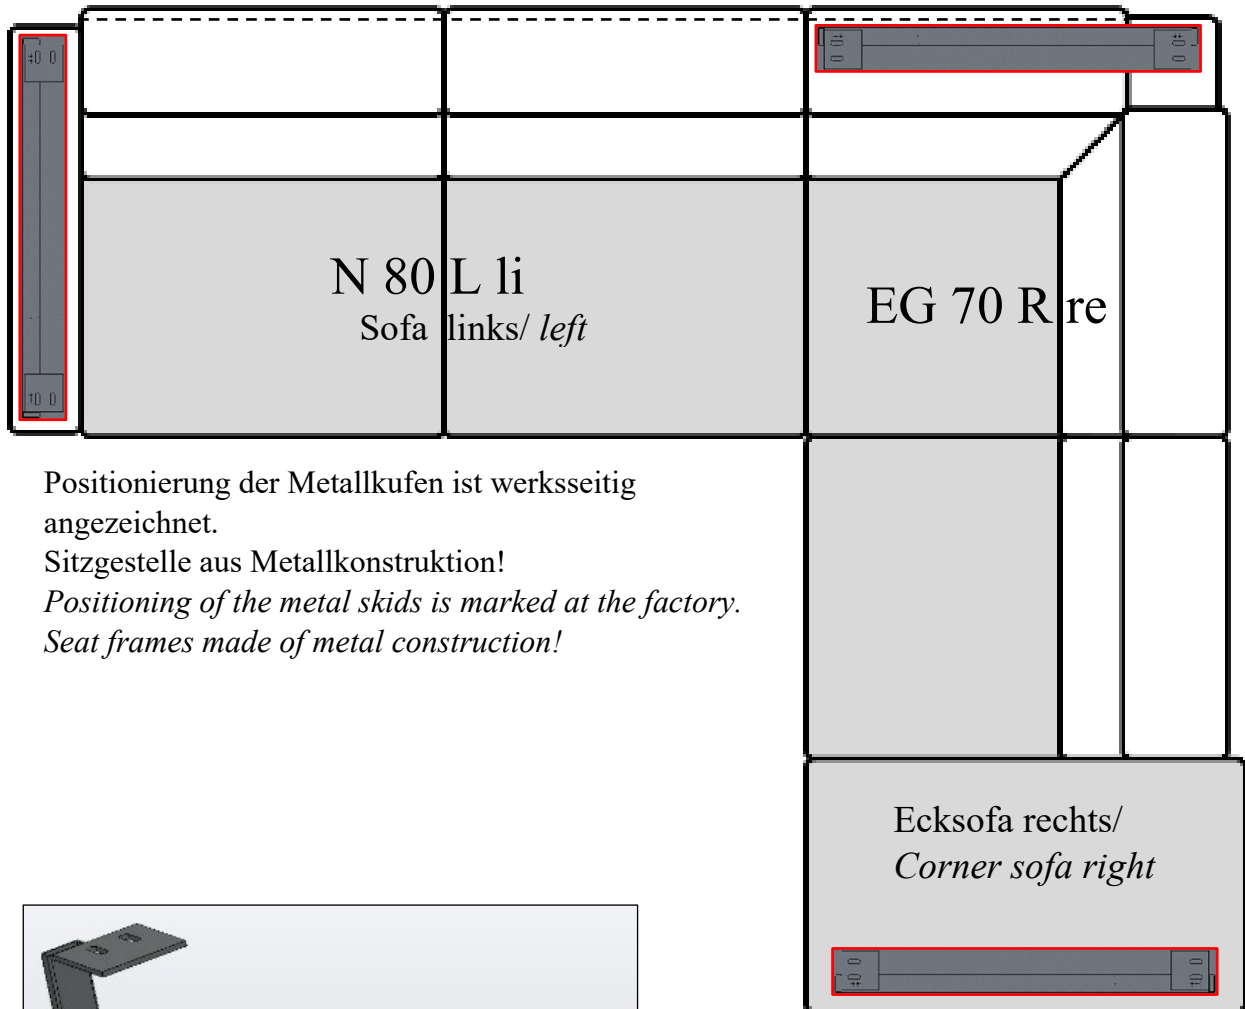 N 80 L li
Sofa links/ left
EG 70 R re
Positionierung der Metallkufen ist werksseitig
angezeichnet.
Sitzgestelle aus Metallkonstruktion!
Positioning of the metal skids is marked at the factory.
Seat frames made of metal construction!
Ecksofa rechts/
Corner sofa right